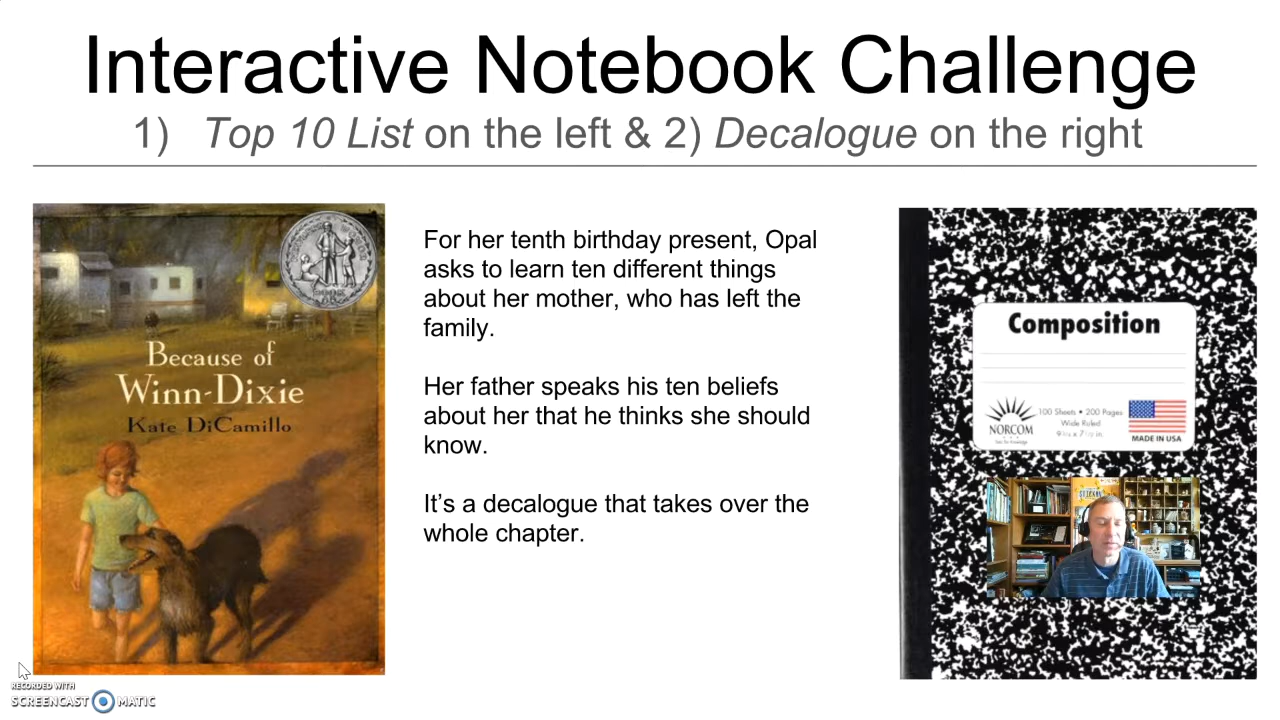 Interactive Notebook Challenge
1) Top 10 List on the left & 2) Decalogue on the right
Because of
Winn-Dixie
Kate DiCamillo
For her tenth birthday present, Opal
asks to learn ten different things
about her mother, who has left the
family.
Her father speaks his ten beliefs
about her that he thinks she should
know.
It’s a decalogue that takes over the
whole chapter.
Composition
NORCOM
100 Sheets • 200 Pages
Wide Ruled
MADE IN USA
RECORDED WITH
SCREENCAST MATIC